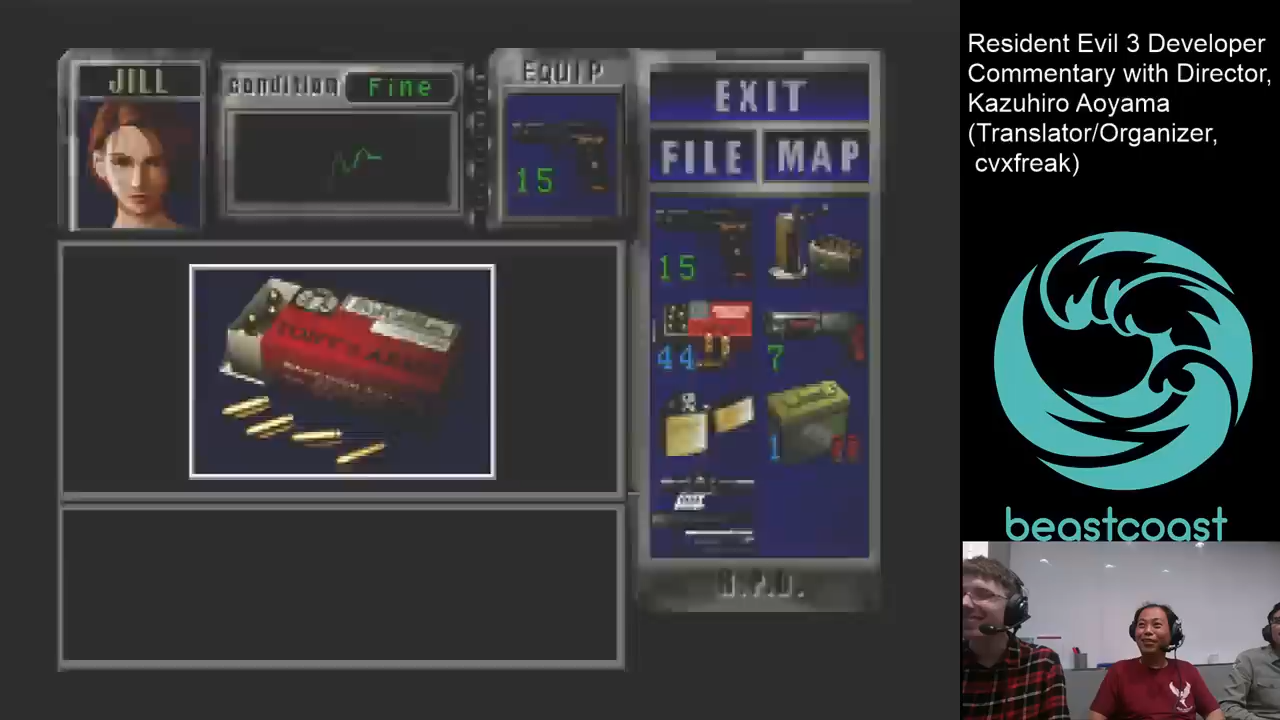 JILL
condition
Fine
EQUIP
15
EXIT
FILE
MAP
15
44
7
1
R.P.D.
Resident Evil 3 Developer
Commentary with Director,
Kazuhiro Aoyama
(Translator/Organizer,
cvxfreak)
beastcoast